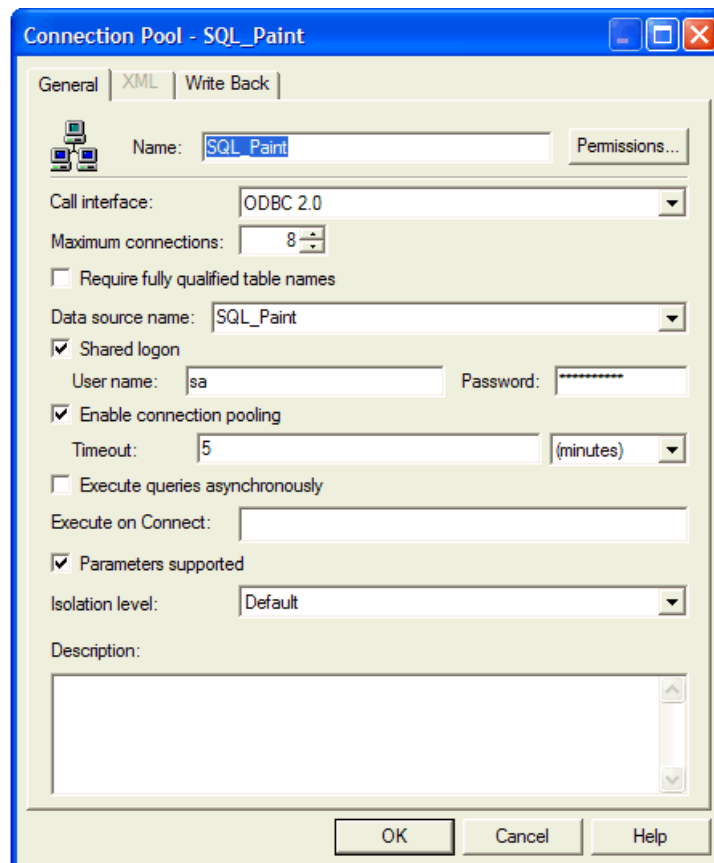 Connection Pool - SQL_Paint
General XML Write Back
Name: SQL_Paint Permissions...
Call interface: ODBC 2.0
Maximum connections: 8
Require fully qualified table names
Data source name: SQL_Paint
Shared logon
User name: sa Password: **********
Enable connection pooling
Timeout: 5 (minutes)
Execute queries asynchronously
Execute on Connect:
Parameters supported
Isolation level: Default
Description:
OK Cancel Help